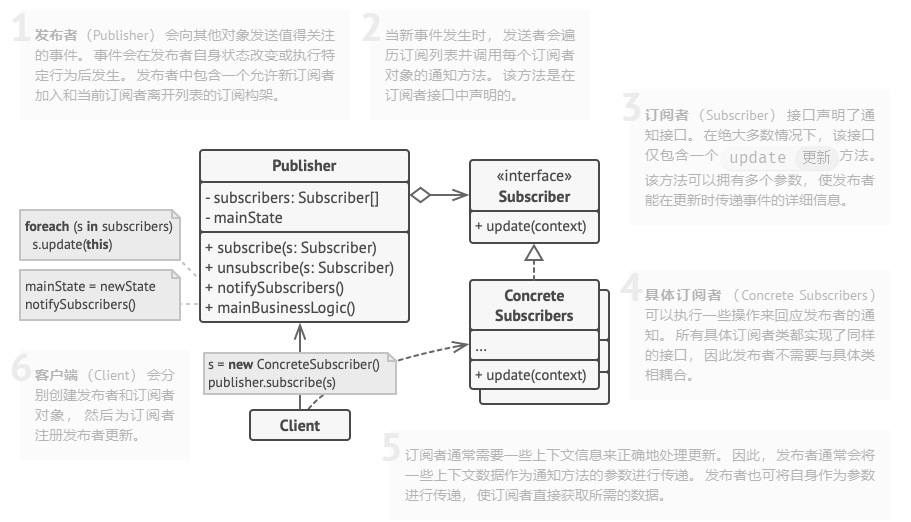 1 发布者 (Publisher) 会向其他对象发送值得关注
的事件。 事件会在发布者自身状态改变或执行特
定行为后发生。 发布者中包含一个允许新订阅者
加入和当前订阅者离开列表的订阅构架。
2 当新事件发生时， 发送者会遍
历订阅列表并调用每个订阅者
对象的通知方法。 该方法是在
订阅者接口中声明的。
3 订阅者 (Subscriber) 接口声明了通
知接口。 在绝大多数情况下， 该接口
仅包含一个 update 更新 方法。
该方法可以拥有多个参数， 使发布者
能在更新时传递事件的详细信息。
Publisher
- subscribers: Subscriber[]
- mainState
+ subscribe(s: Subscriber)
+ unsubscribe(s: Subscriber)
+ notifySubscribers()
+ mainBusinessLogic()
«interface»
Subscriber
+ update(context)
foreach (s in subscribers)
s.update(this)
mainState = newState
notifySubscribers()
Concrete
Subscribers
...
+ update(context)
4 具体订阅者 (Concrete Subscribers)
可以执行一些操作来回应发布者的通
知。 所有具体订阅者类都实现了同样
的接口， 因此发布者不需要与具体类
相耦合。
s = new ConcreteSubscriber()
publisher.subscribe(s)
Client
6 客户端 (Client) 会分
别创建发布者和订阅者
对象， 然后为订阅者
注册发布者更新。
5 订阅者通常需要一些上下文信息来正确地处理更新。 因此， 发布者通常会将
一些上下文数据作为通知方法的参数进行传递。 发布者也可将自身作为参数
进行传递， 使订阅者直接获取所需的数据。